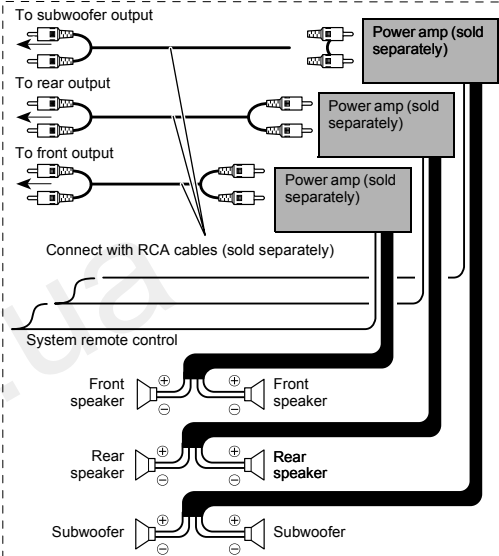 To subwoofer output
Power amp (sold
separately)
To rear output
Power amp (sold
separately)
To front output
Power amp (sold
separately)
Connect with RCA cables (sold separately)
System remote control
Front
speaker
⊕
⊖
⊕
⊖
Front
speaker
Rear
speaker
⊕
⊖
⊕
⊖
Rear
speaker
Subwoofer
⊕
⊖
⊕
⊖
Subwoofer
.ua